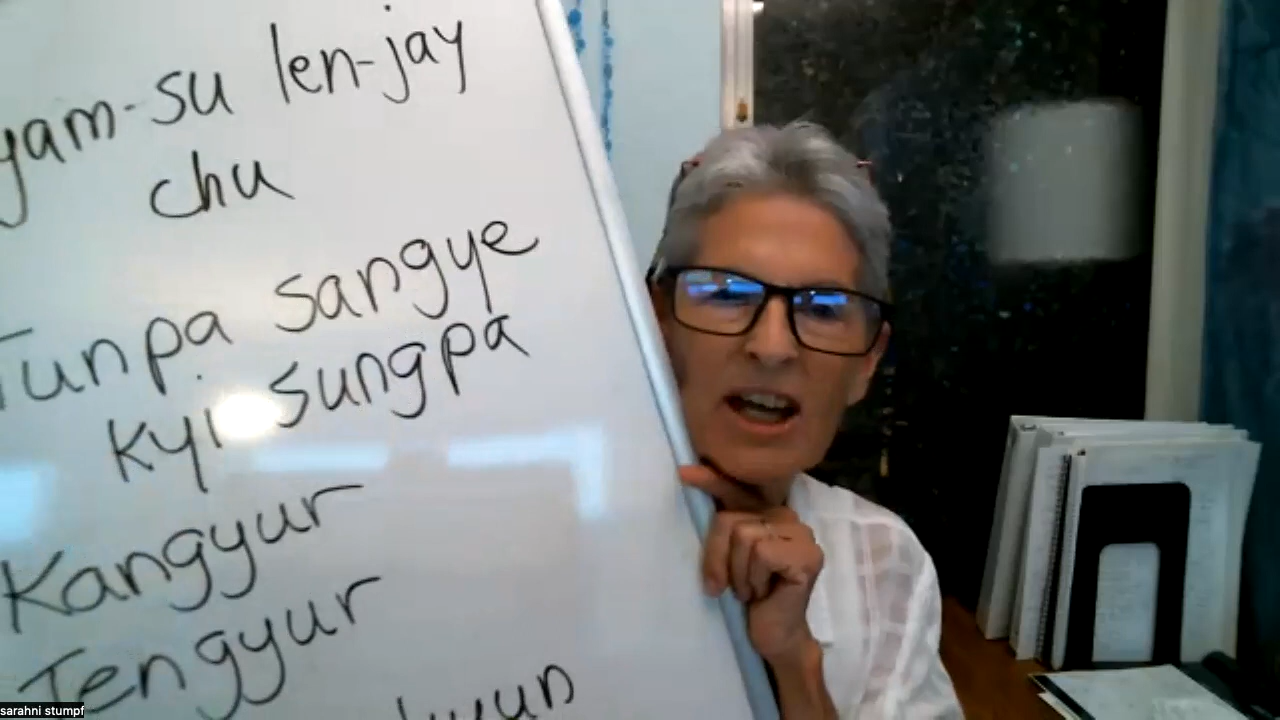 yam-su len-jay
chu
Tunpa sangye
kyi sungpa
Kangyur
Tengyur
sarahni stumpf